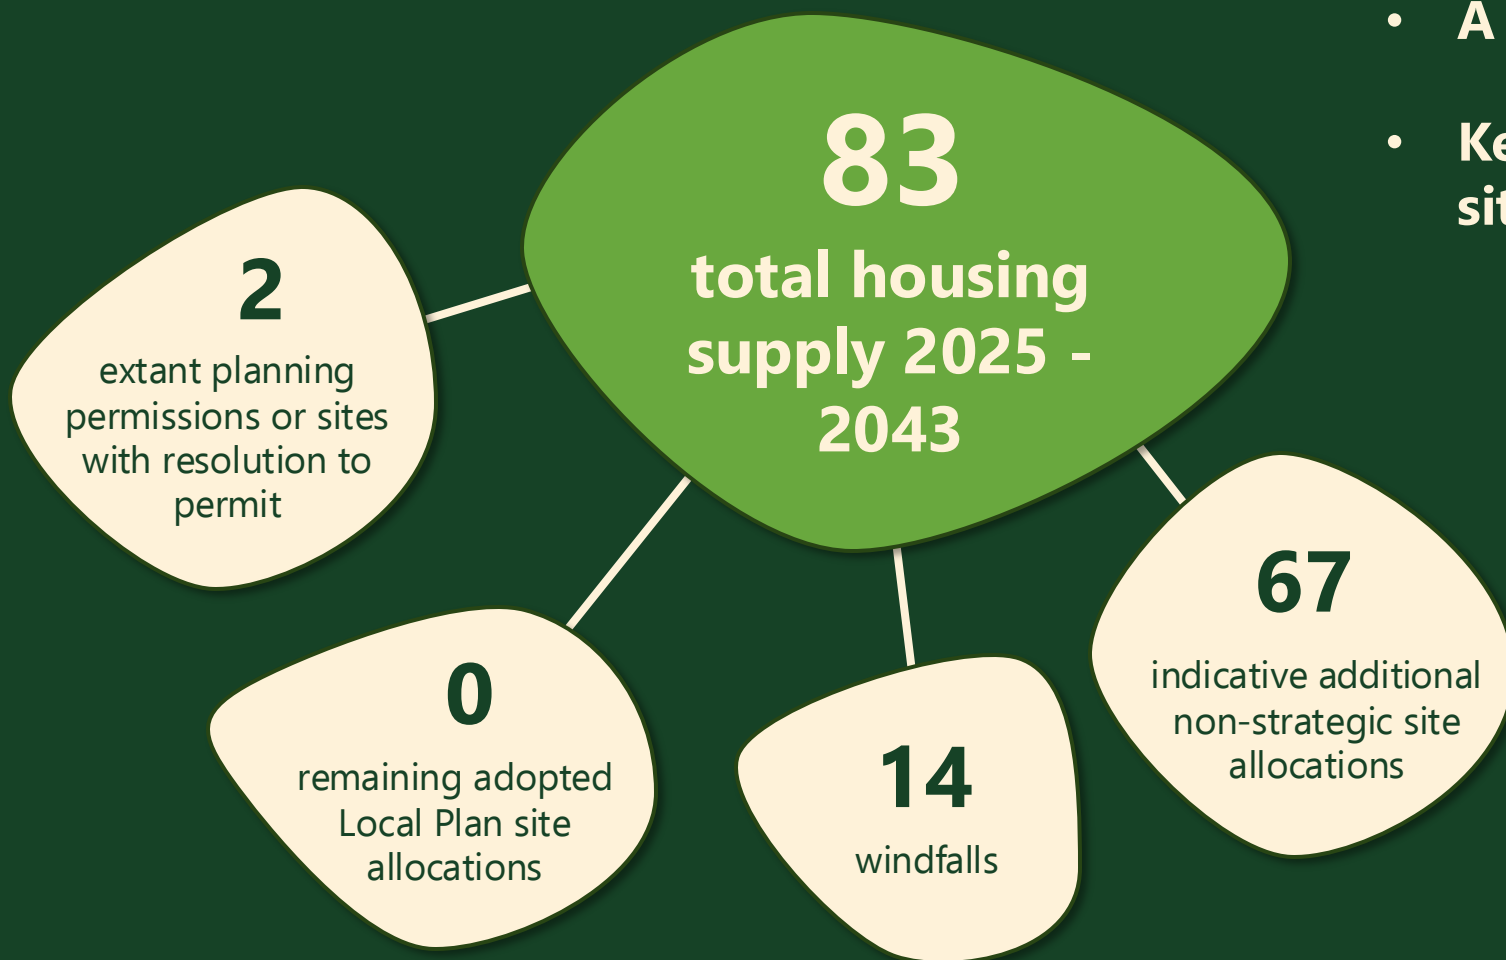 83
total housing
supply 2025 -
2043
2
extant planning
permissions or sites
with resolution to
permit
0
remaining adopted
Local Plan site
allocations
14
windfalls
67
indicative additional
non-strategic site
allocations
• A
•